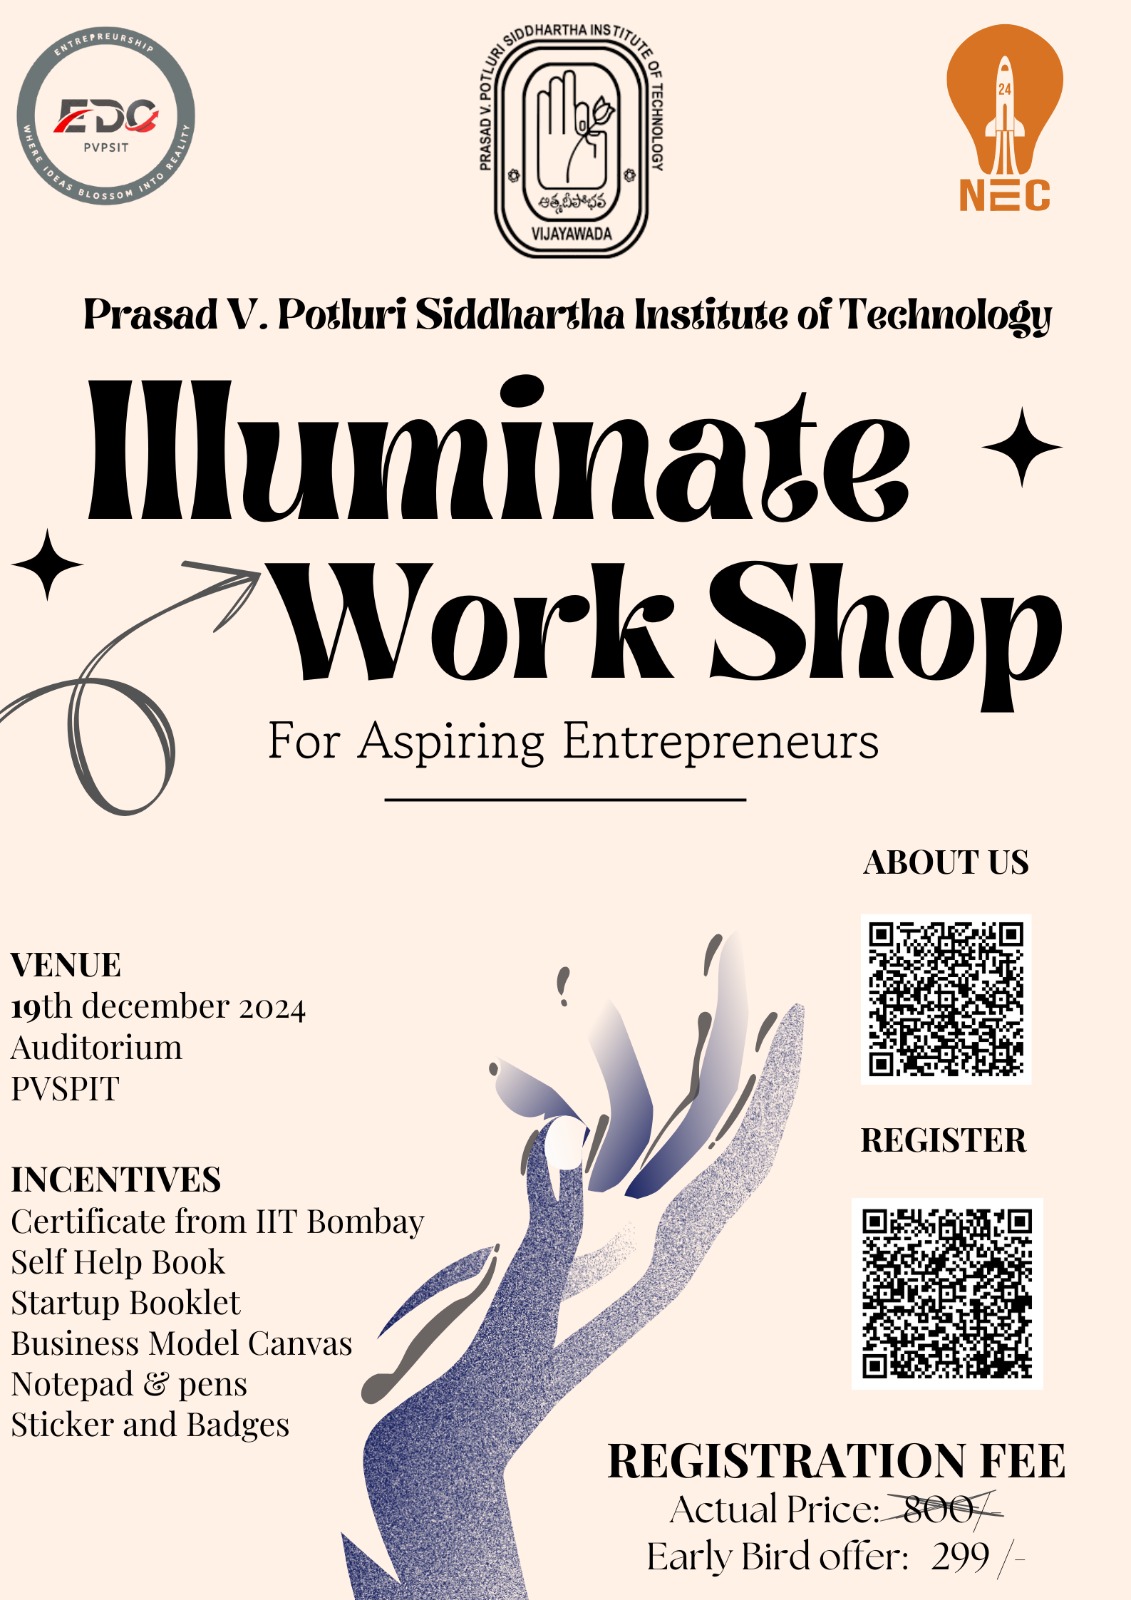 ENTREPREURSHIP
EDC
PVPSIT
WHERE IDEAS BLOSSOM INTO REALITY
PRASAD V. POTLURI SIDDHARTHA INSTITUTE OF TECHNOLOGY
ఆత్మదీపోభవ
VIJAYAWADA
24
NEC
Prasad V. Potluri Siddhartha Institute of Technology
Illuminate
Work Shop
For Aspiring Entrepreneurs
ABOUT US
VENUE
19th december 2024
Auditorium
PVSPIT
REGISTER
INCENTIVES
Certificate from IIT Bombay
Self Help Book
Startup Booklet
Business Model Canvas
Notepad & pens
Sticker and Badges
REGISTRATION FEE
Actual Price: 800/-
Early Bird offer: 299 /-